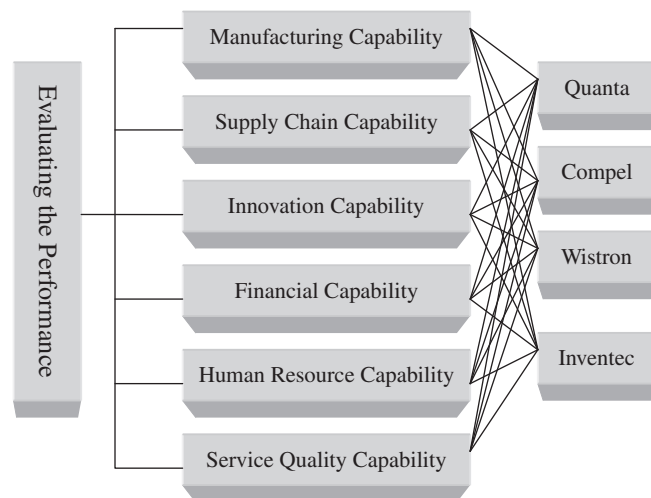 Evaluating the Performance
Manufacturing Capability
Supply Chain Capability
Innovation Capability
Financial Capability
Human Resource Capability
Service Quality Capability
Quanta
Compel
Wistron
Inventec